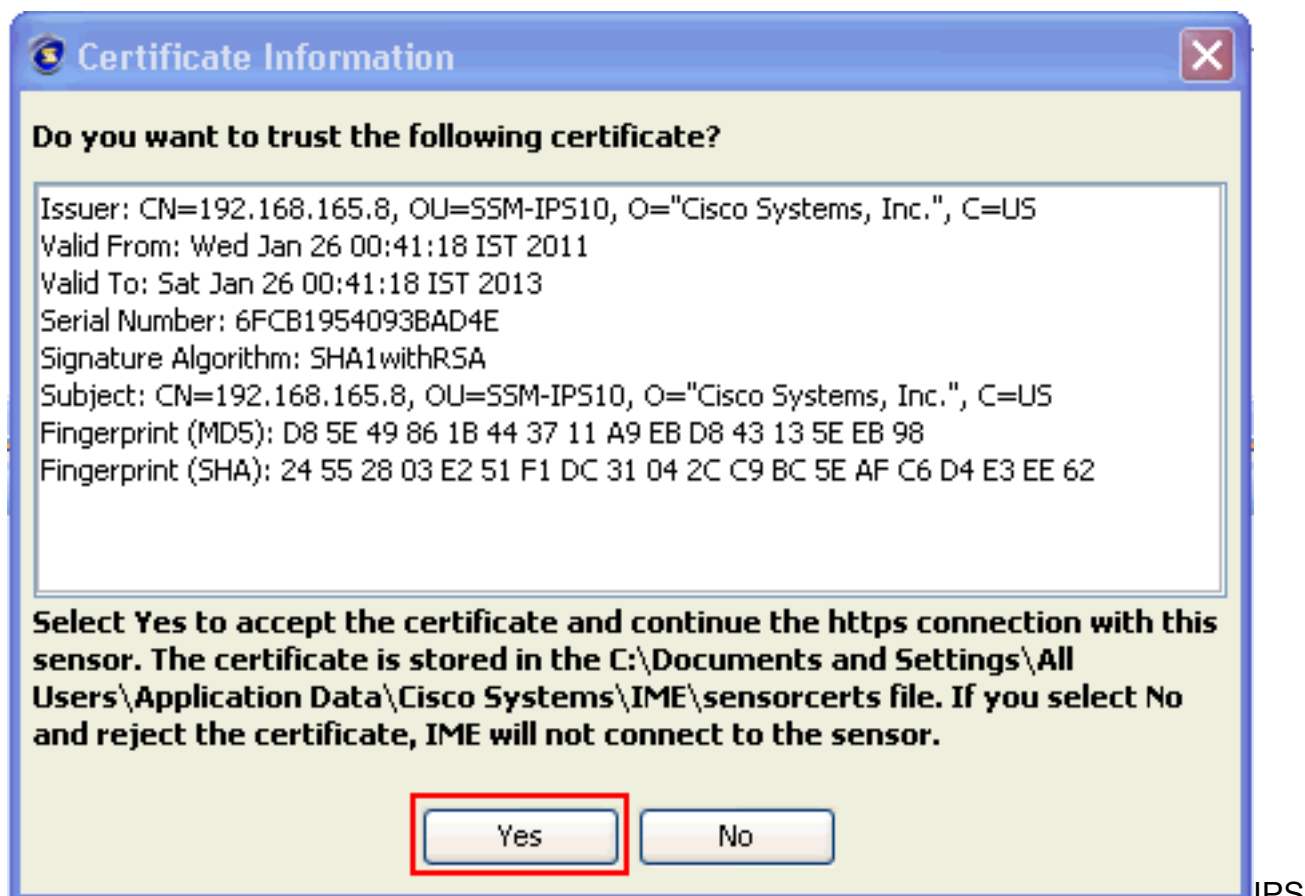 Certificate Information
Do you want to trust the following certificate?
Issuer: CN=192.168.165.8, OU=SSM-IPS10, O="Cisco Systems, Inc.", C=US
Valid From: Wed Jan 26 00:41:18 IST 2011
Valid To: Sat Jan 26 00:41:18 IST 2013
Serial Number: 6FCB1954093BAD4E
Signature Algorithm: SHA1withRSA
Subject: CN=192.168.165.8, OU=SSM-IPS10, O="Cisco Systems, Inc.", C=US
Fingerprint (MD5): D8 5E 49 86 1B 44 37 11 A9 EB D8 43 13 5E EB 98
Fingerprint (SHA): 24 55 28 03 E2 51 F1 DC 31 04 2C C9 BC 5E AF C6 D4 E3 EE 62
Select Yes to accept the certificate and continue the https connection with this
sensor. The certificate is stored in the C:\Documents and Settings\All
Users\Application Data\Cisco Systems\IME\sensorcerts file. If you select No
and reject the certificate, IME will not connect to the sensor.
Yes No
IPS